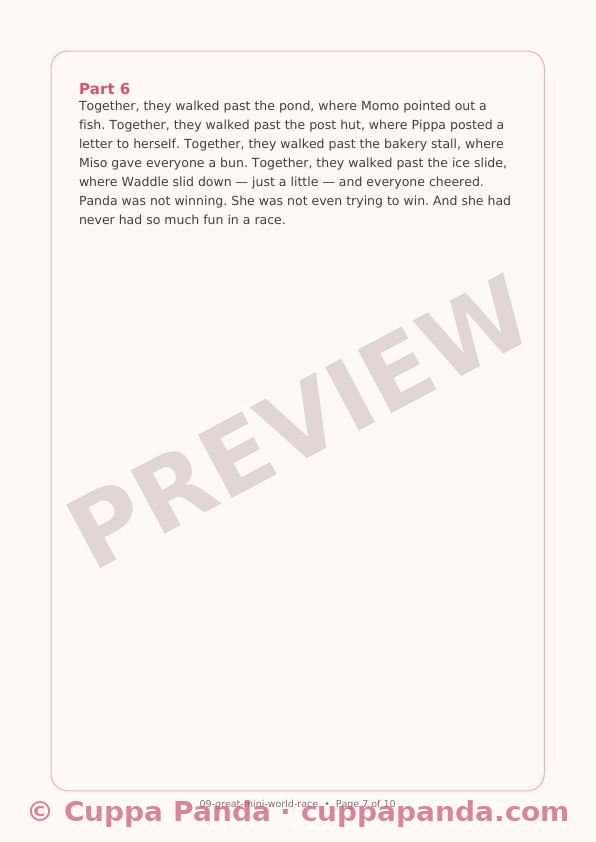 Part 6
Together, they walked past the pond, where Momo pointed out a
fish. Together, they walked past the post hut, where Pippa posted a
letter to herself. Together, they walked past the bakery stall, where
Miso gave everyone a bun. Together, they walked past the ice slide,
where Waddle slid down — just a little — and everyone cheered.
Panda was not winning. She was not even trying to win. And she had
never had so much fun in a race.
PREVIEW
09-great-mini-world-race • Page 7 of 10
© Cuppa Panda · cuppapanda.com